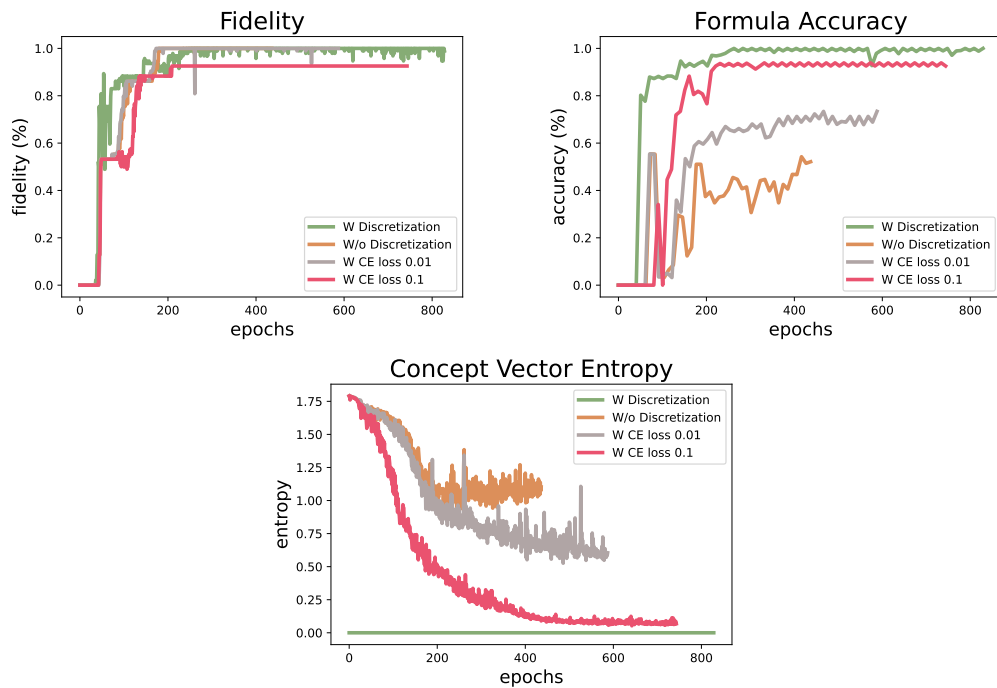 Fidelity
fidelity (%)
1.0
0.8
0.6
0.4
0.2
0.0
0
200
400
600
800
epochs
W Discretization
W/o Discretization
W CE loss 0.01
W CE loss 0.1
Formula Accuracy
accuracy (%)
1.0
0.8
0.6
0.4
0.2
0.0
0
200
400
600
800
epochs
W Discretization
W/o Discretization
W CE loss 0.01
W CE loss 0.1
Concept Vector Entropy
entropy
1.75
1.50
1.25
1.00
0.75
0.50
0.25
0.00
0
200
400
600
800
epochs
W Discretization
W/o Discretization
W CE loss 0.01
W CE loss 0.1